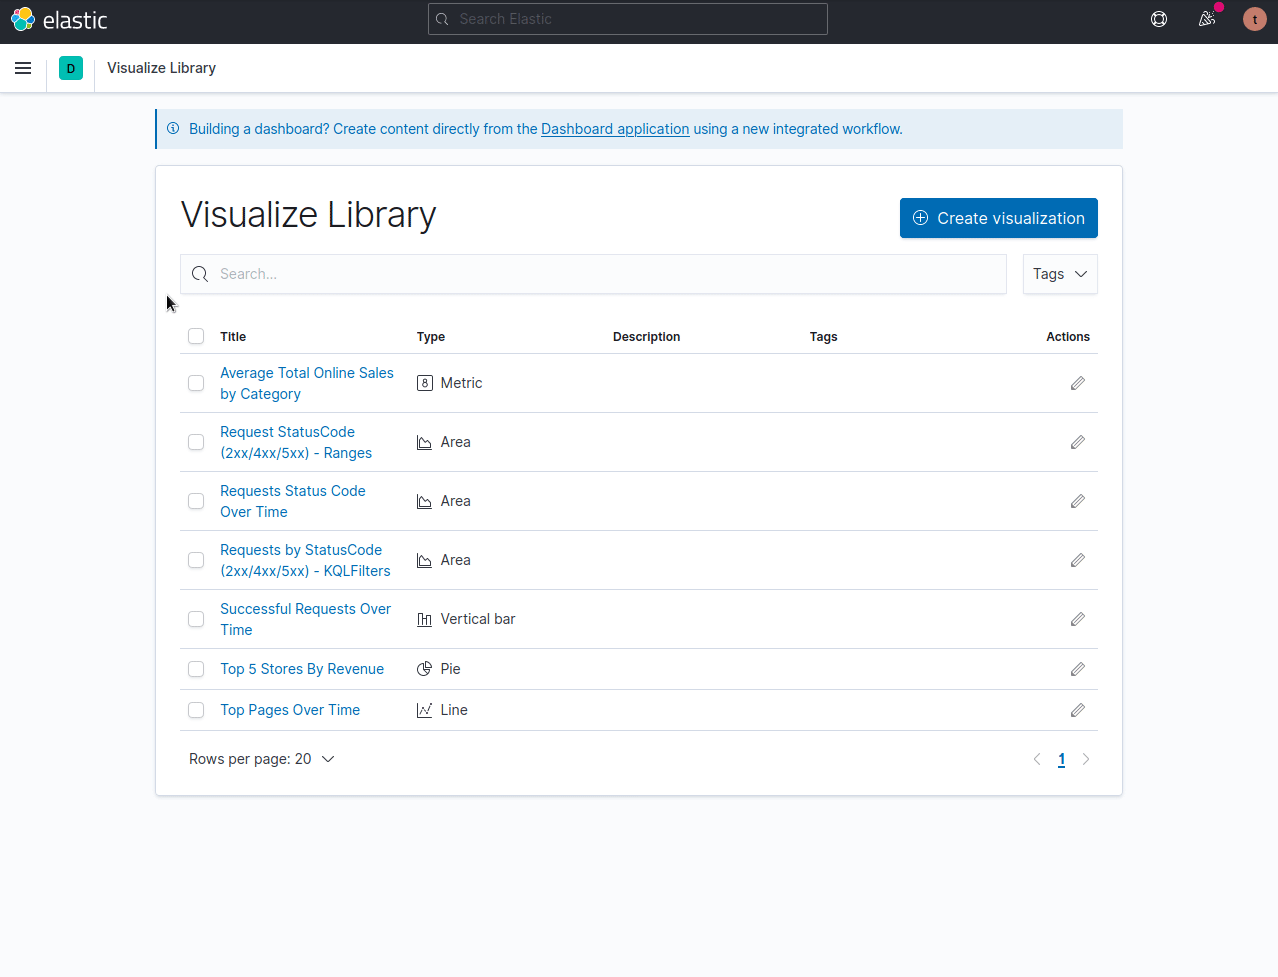 elastic
Search Elastic
t
D
Visualize Library
Building a dashboard? Create content directly from the Dashboard application using a new integrated workflow.
Visualize Library
Create visualization
Search...
Tags
Title Type Description Tags Actions
Average Total Online Sales
by Category
8 Metric
Request StatusCode
(2xx/4xx/5xx) - Ranges
Area
Requests Status Code
Over Time
Area
Requests by StatusCode
(2xx/4xx/5xx) - KQLFilters
Area
Successful Requests Over
Time
Vertical bar
Top 5 Stores By Revenue Pie
Top Pages Over Time Line
Rows per page: 20
1